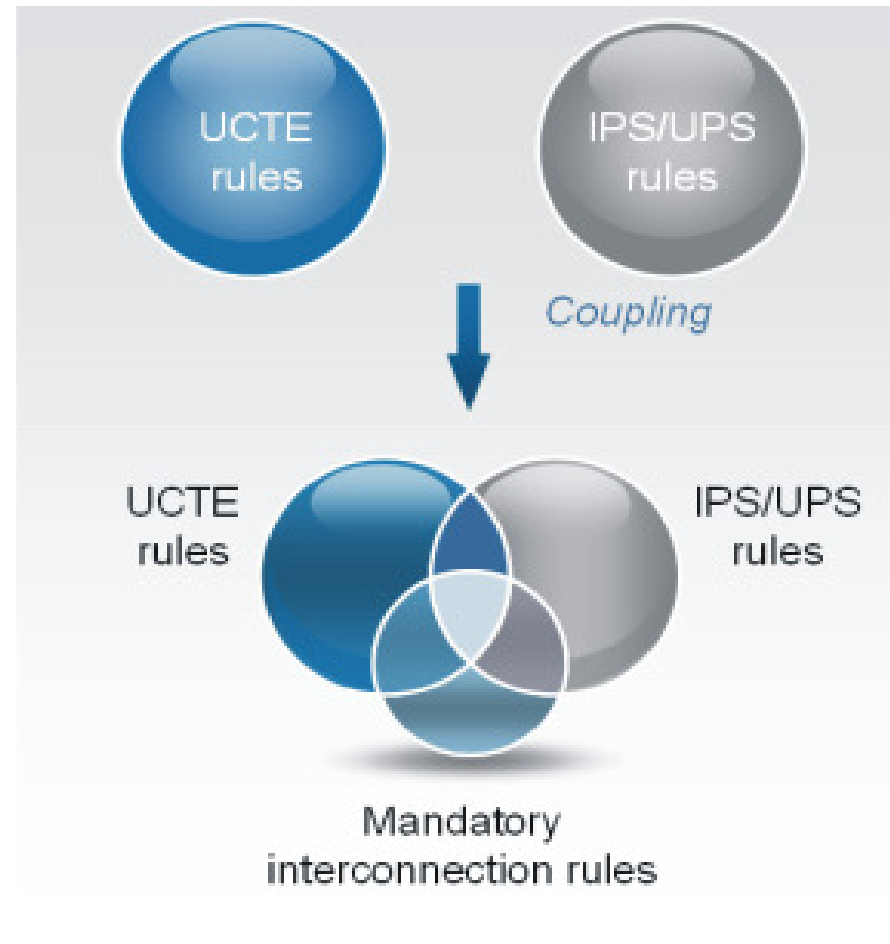 UCTE
rules
IPS/UPS
rules
Coupling
UCTE
rules
IPS/UPS
rules
Mandatory
interconnection rules